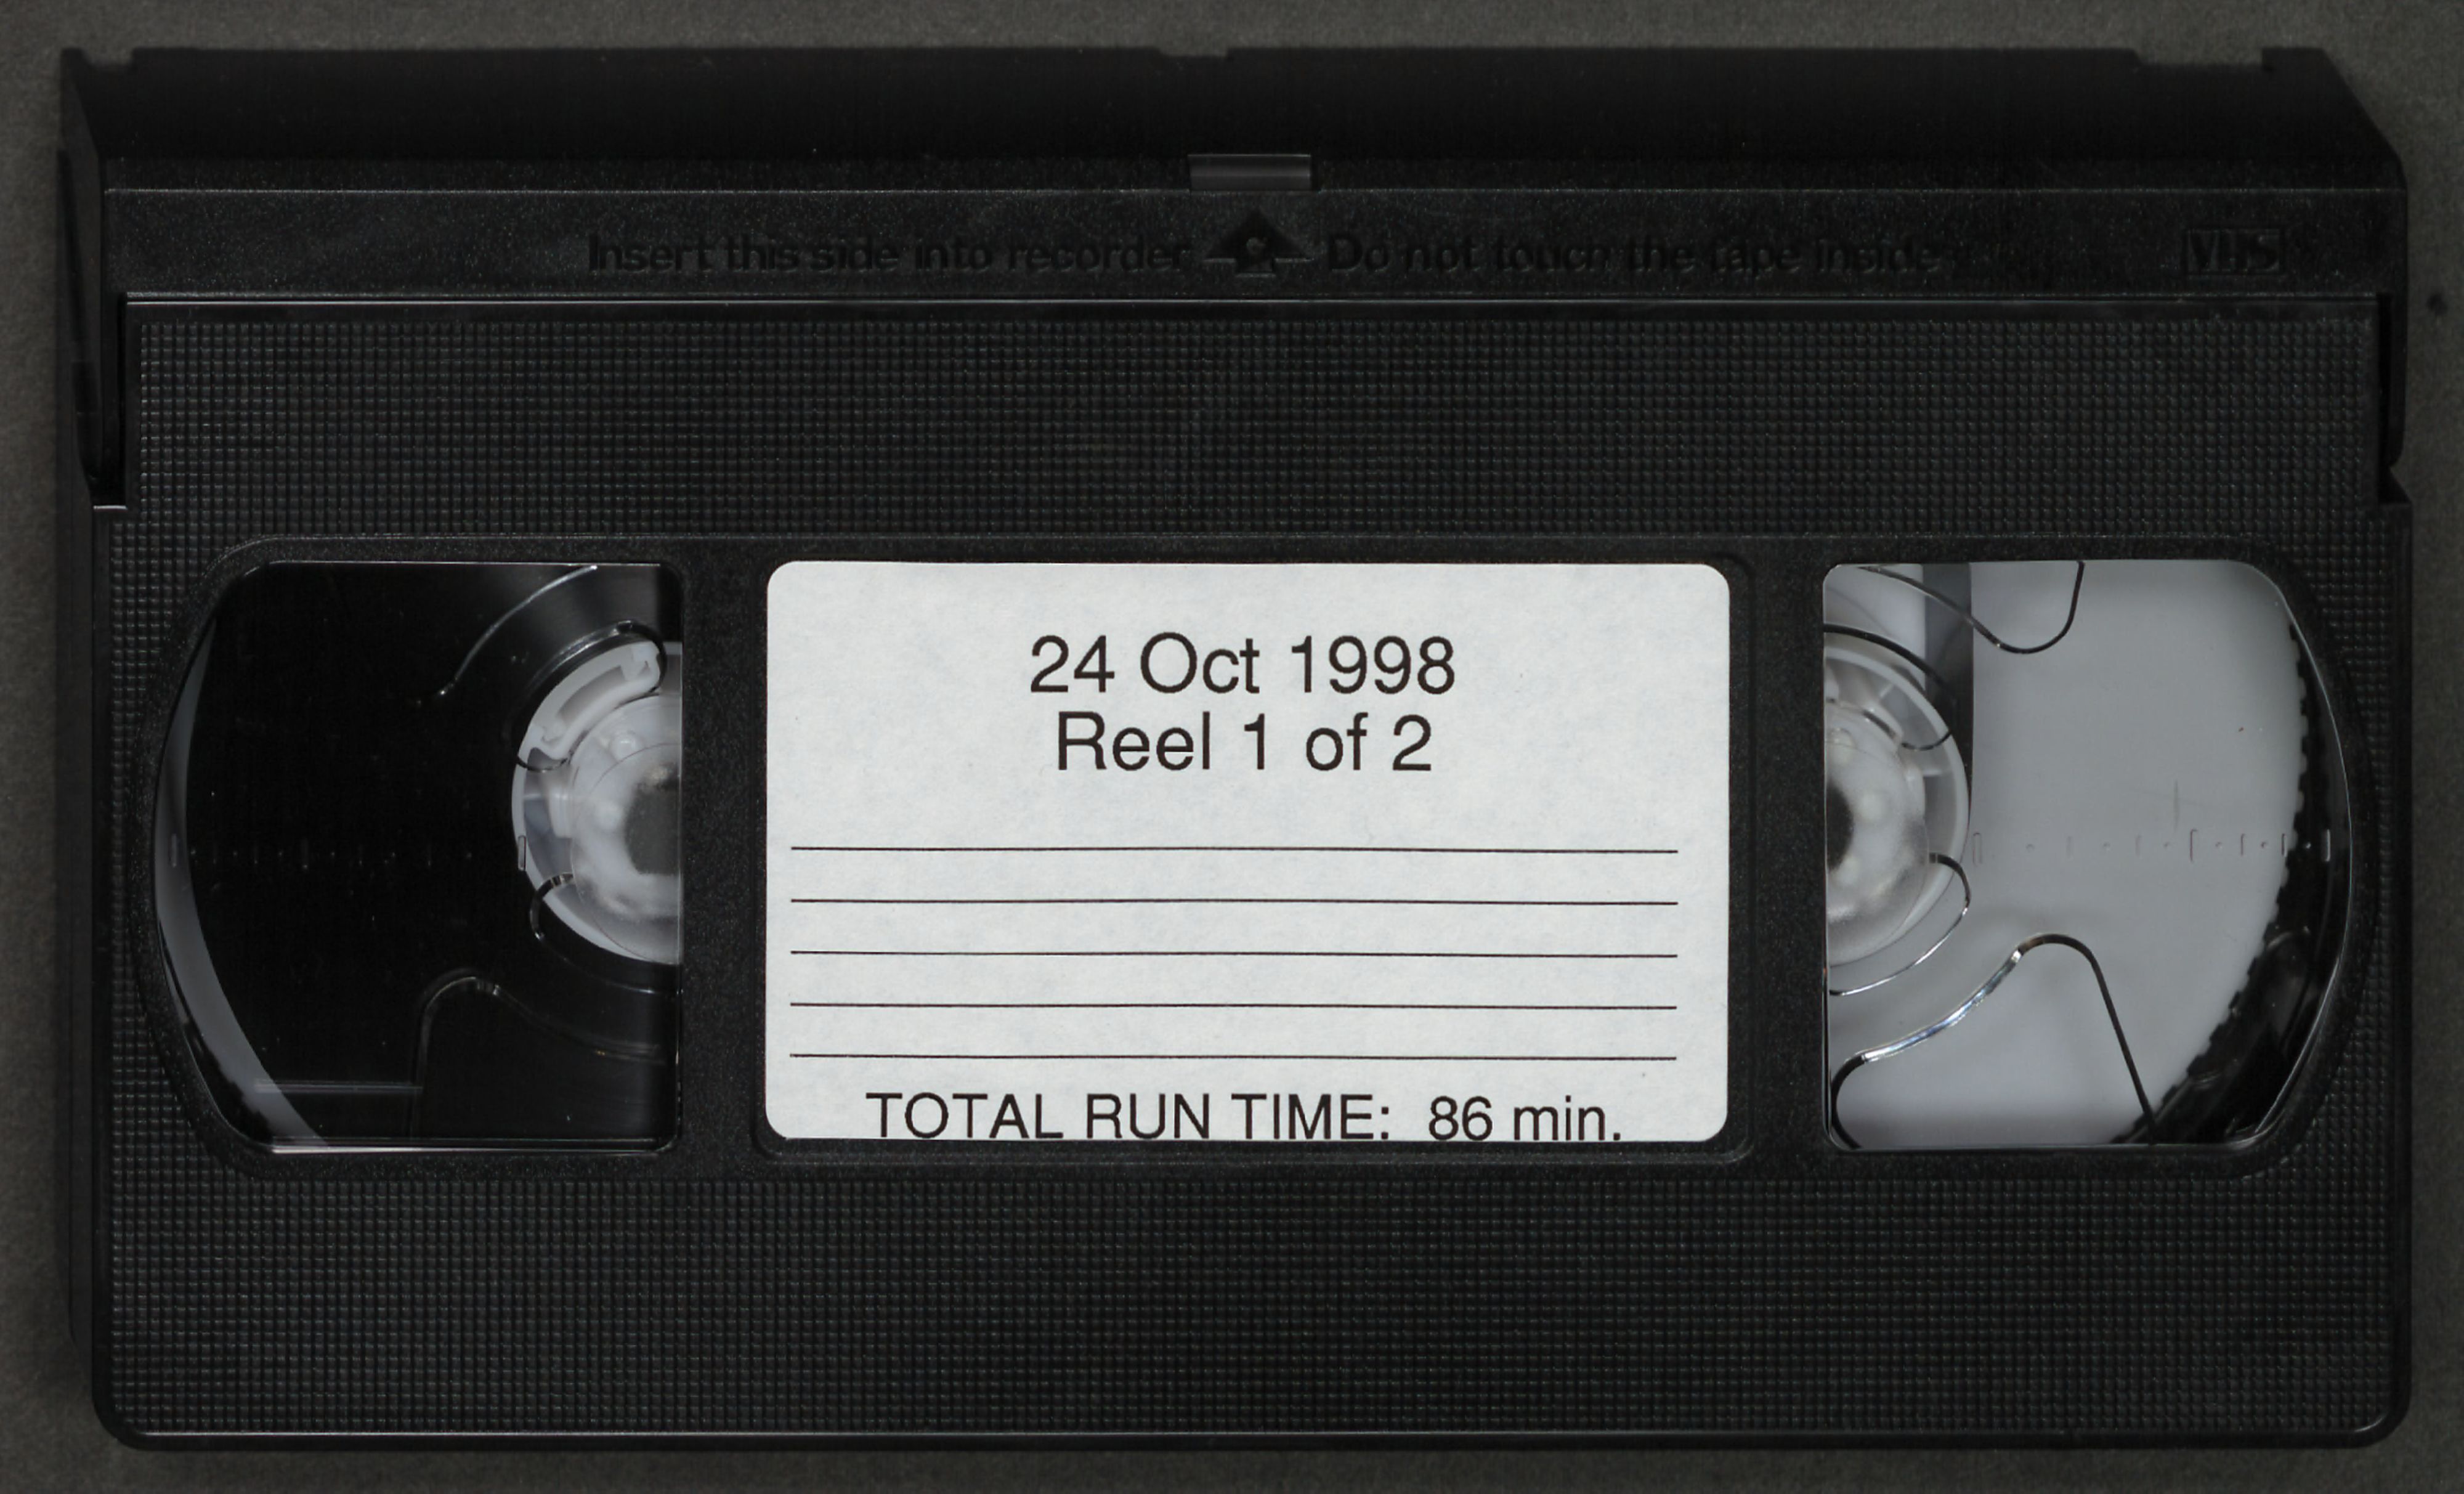 Insert this side into recorder Do not touch the tape inside
VHS
24 Oct 1998
Reel 1 of 2
TOTAL RUN TIME: 86 min.